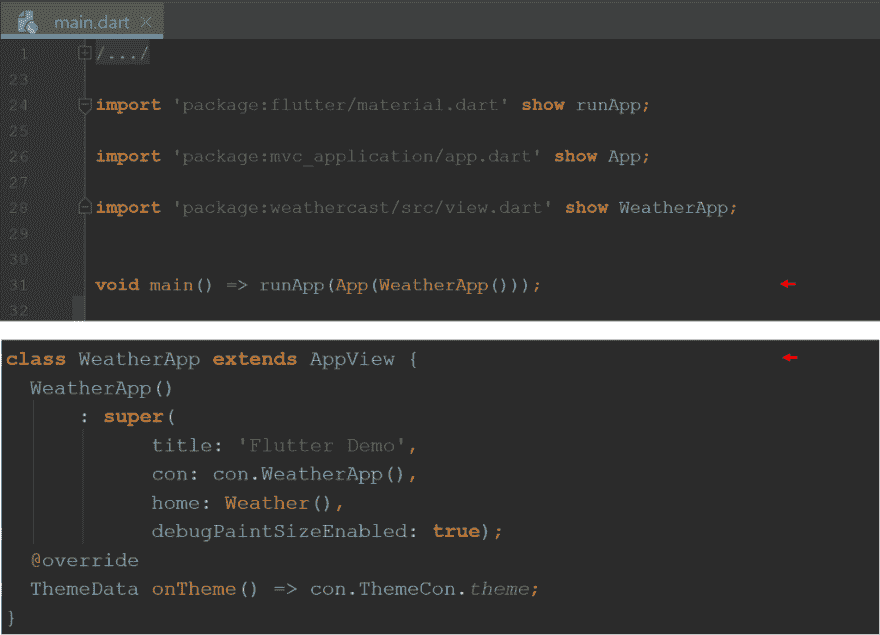 main.dart ×
1 /.../
23
24 import 'package:flutter/material.dart' show runApp;
25
26 import 'package:mvc_application/app.dart' show App;
27
28 import 'package:weathercast/src/view.dart' show WeatherApp;
29
30
31 void main() => runApp(App(WeatherApp()));
32
class WeatherApp extends AppView {
WeatherApp()
: super(
title: 'Flutter Demo',
con: con.WeatherApp(),
home: Weather(),
debugPaintSizeEnabled: true);
@override
ThemeData onTheme() => con.ThemeCon.theme;
}